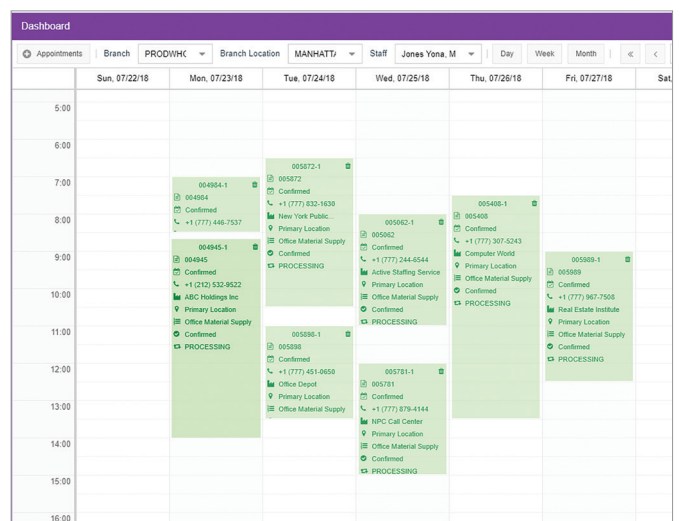 Dashboard
Appointments Branch PRODWH( Branch Location MANHATT/ Staff Jones Yona, M Day Week Month « <
Sun, 07/22/18 Mon, 07/23/18 Tue, 07/24/18 Wed, 07/25/18 Thu, 07/26/18 Fri, 07/27/18 Sat,
5:00
6:00
7:00
8:00
9:00
10:00
11:00
12:00
13:00
14:00
15:00
16:00
004984-1
004984
Confirmed
+1 (777) 446-7537
004945-1
004945
Confirmed
+1 (212) 532-9522
ABC Holdings Inc
Primary Location
Office Material Supply
Confirmed
PROCESSING
005872-1
005872
Confirmed
+1 (777) 832-1630
New York Public...
Primary Location
Office Material Supply
Confirmed
PROCESSING
005898-1
005898
Confirmed
+1 (777) 451-0650
Office Depot
Primary Location
Office Material Supply
005062-1
005062
Confirmed
+1 (777) 244-6544
Active Staffing Service
Primary Location
Office Material Supply
Confirmed
PROCESSING
005781-1
005781
Confirmed
+1 (777) 879-4144
NPC Call Center
Primary Location
Office Material Supply
Confirmed
PROCESSING
005408-1
005408
Confirmed
+1 (777) 307-5243
Computer World
Primary Location
Office Material Supply
Confirmed
PROCESSING
005989-1
005989
Confirmed
+1 (777) 967-7508
Real Estate Institute
Primary Location
Office Material Supply
Confirmed
PROCESSING